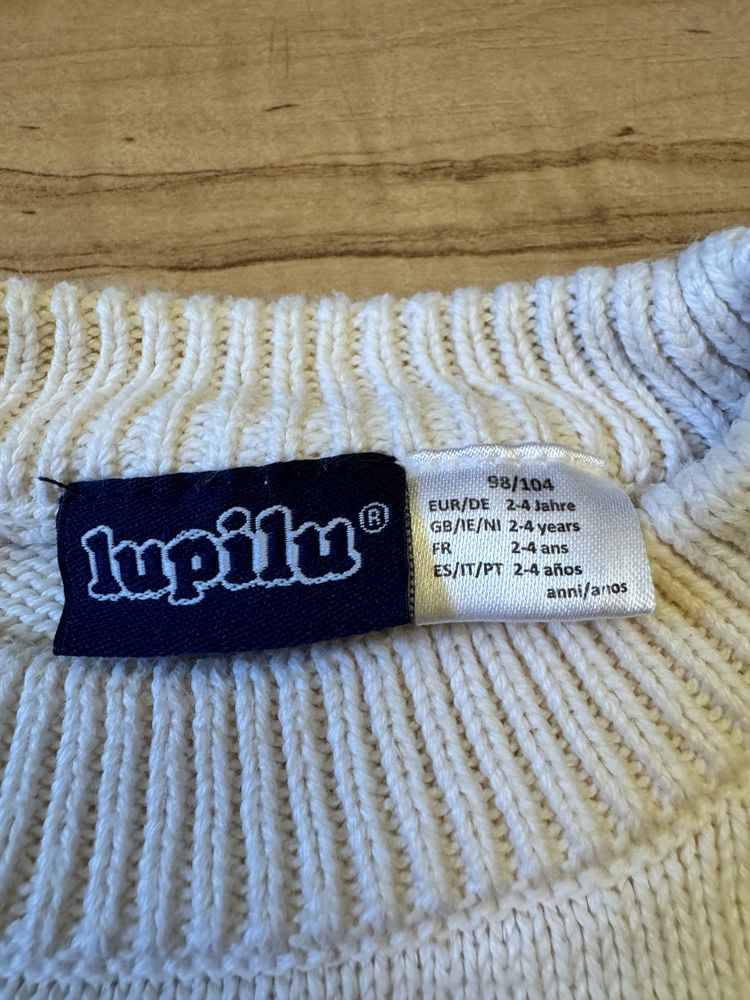 lupilu®
98/104
EUR/DE 2-4 Jahre
GB/IE/NI 2-4 years
FR 2-4 ans
ES/IT/PT 2-4 años
anni/anos